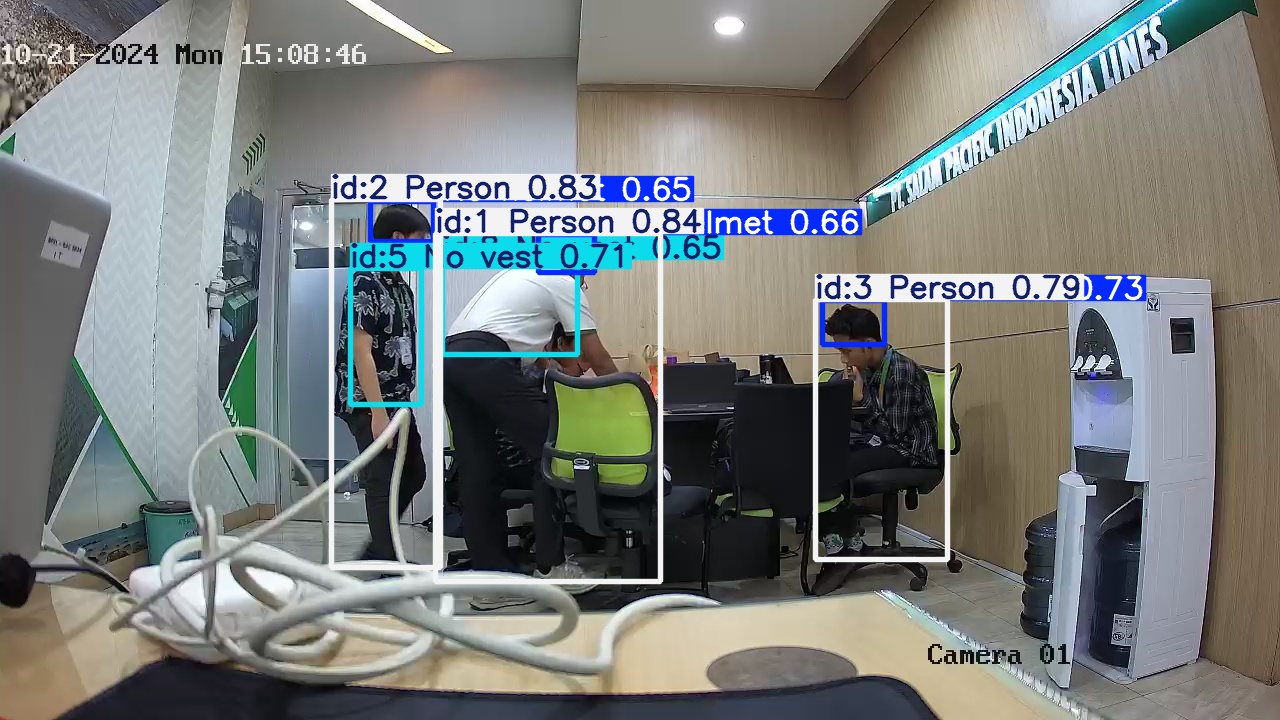 10-21-2024 Mon 15:08:46
PT. SALAM PACIFIC INDONESIA LINES
id:2 Person 0.83 0.65
id:1 Person 0.84 lmet 0.66
0.65
id:5 No vest 0.71
id:3 Person 0.79 0.73
Camera 01